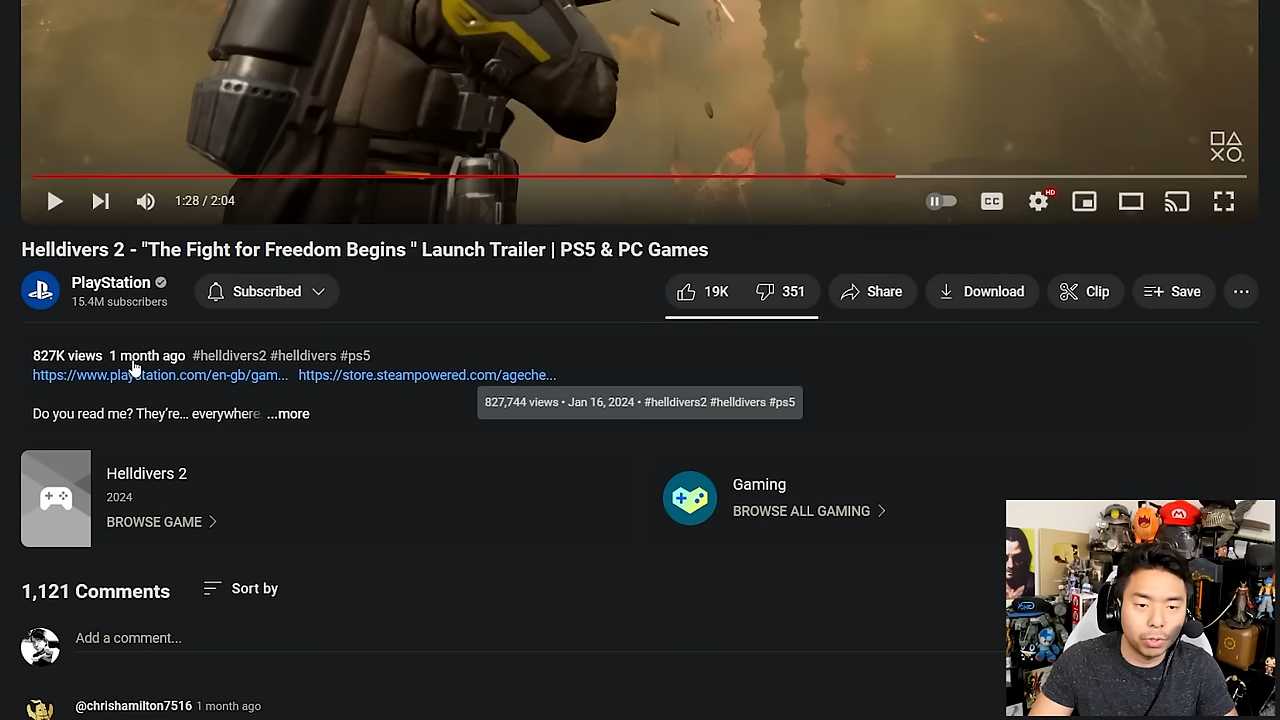 HD
CC
1:28 / 2:04
Helldivers 2 - "The Fight for Freedom Begins " Launch Trailer | PS5 & PC Games
PlayStation
15.4M subscribers
Subscribed
19K
351
Share
Download
Clip
Save
827K views 1 month ago #helldivers2 #helldivers #ps5
https://www.playstation.com/en-gb/gam... https://store.steampowered.com/ageche...
827,744 views • Jan 16, 2024 • #helldivers2 #helldivers #ps5
Do you read me? They're… everywhere. ...more
Helldivers 2
2024
BROWSE GAME
Gaming
BROWSE ALL GAMING
1,121 Comments
Sort by
Add a comment...
@chrishamilton7516 1 month ago